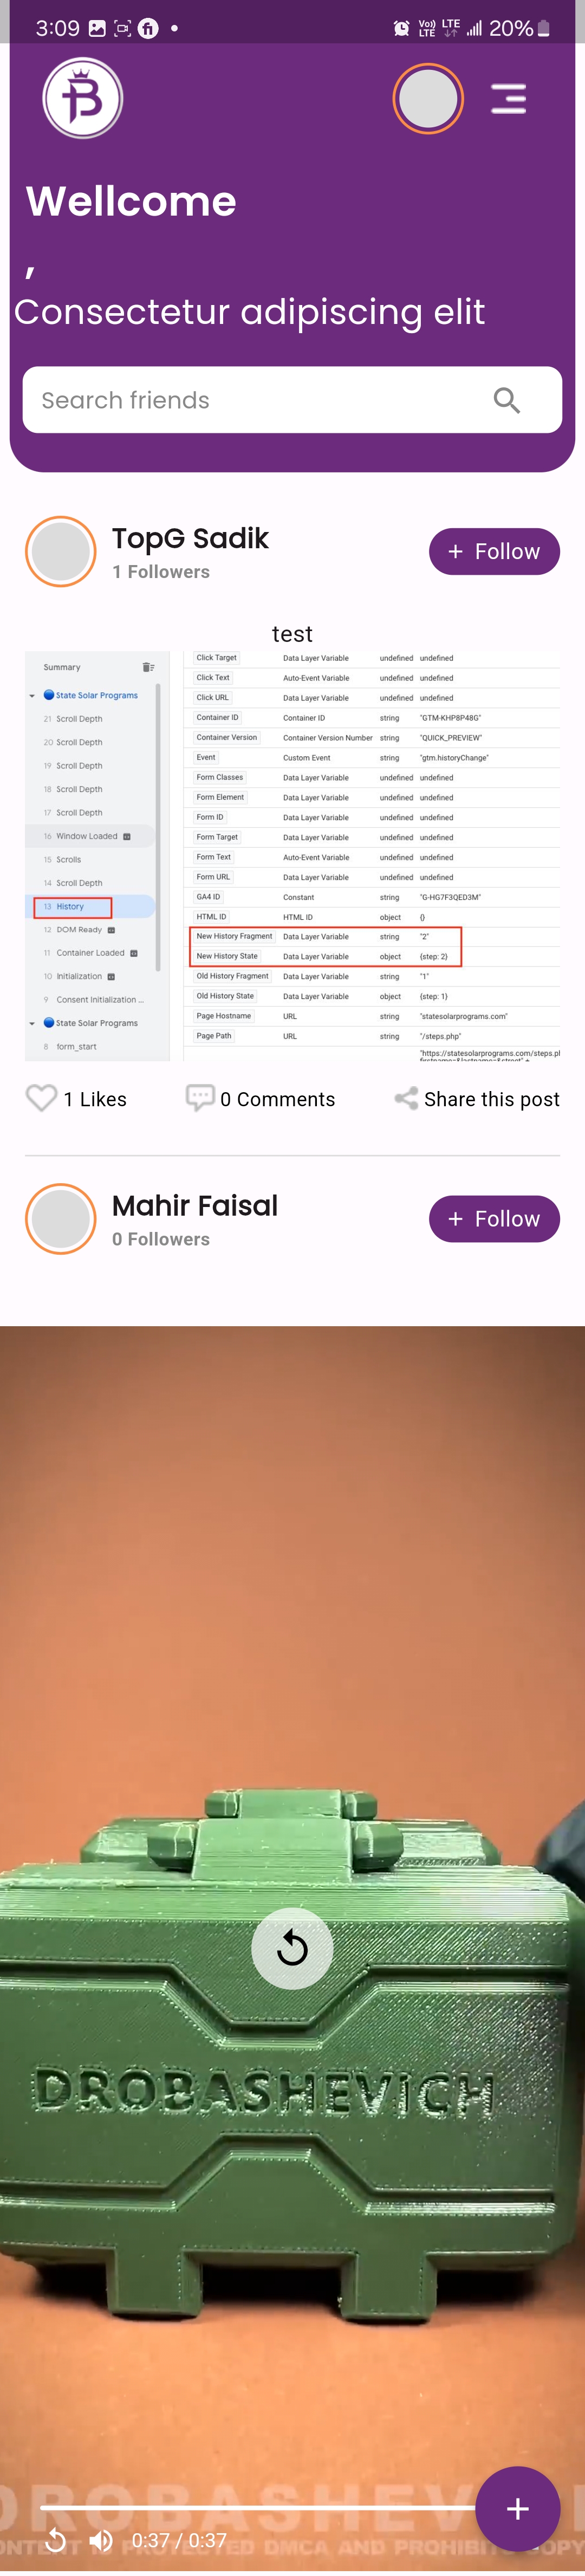 3:09 20%
Wellcome
,
Consectetur adipiscing elit
Search friends
TopG Sadik
1 Followers
+ Follow
test
Summary
State Solar Programs
21 Scroll Depth
20 Scroll Depth
19 Scroll Depth
18 Scroll Depth
17 Scroll Depth
16 Window Loaded
15 Scrolls
14 Scroll Depth
13 History
12 DOM Ready
11 Container Loaded
10 Initialization
9 Consent Initialization ...
State Solar Programs
8 form_start
Click Target Data Layer Variable undefined undefined
Click Text Auto-Event Variable undefined undefined
Click URL Data Layer Variable undefined undefined
Container ID Container ID string "GTM-KHP8P48G"
Container Version Container Version Number string "QUICK_PREVIEW"
Event Custom Event string "gtm.historyChange"
Form Classes Data Layer Variable undefined undefined
Form Element Data Layer Variable undefined undefined
Form ID Data Layer Variable undefined undefined
Form Target Data Layer Variable undefined undefined
Form Text Auto-Event Variable undefined undefined
Form URL Data Layer Variable undefined undefined
GA4 ID Constant string "G-HG7F3QED3M"
HTML ID HTML ID object {}
New History Fragment Data Layer Variable string "2"
New History State Data Layer Variable object {step: 2}
Old History Fragment Data Layer Variable string "1"
Old History State Data Layer Variable object {step: 1}
Page Hostname URL string "statesolarprograms.com"
Page Path URL string "/steps.php"
"https://statesolarprograms.com/steps.pl
1 Likes
0 Comments
Share this post
Mahir Faisal
0 Followers
+ Follow
DROBASHEVICH
DROBASHEV
0:37 / 0:37
DMCA AND PROHIBIT